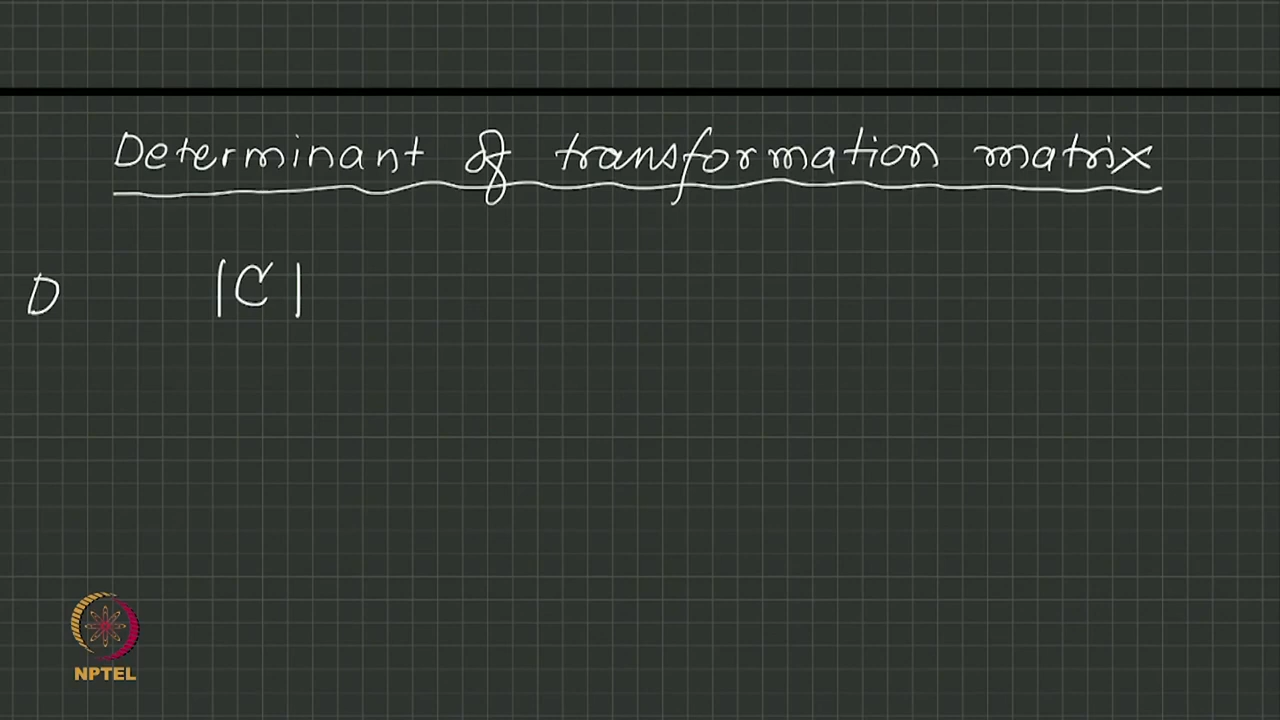 Determinant of transformation matrix
D |C|
NPTEL